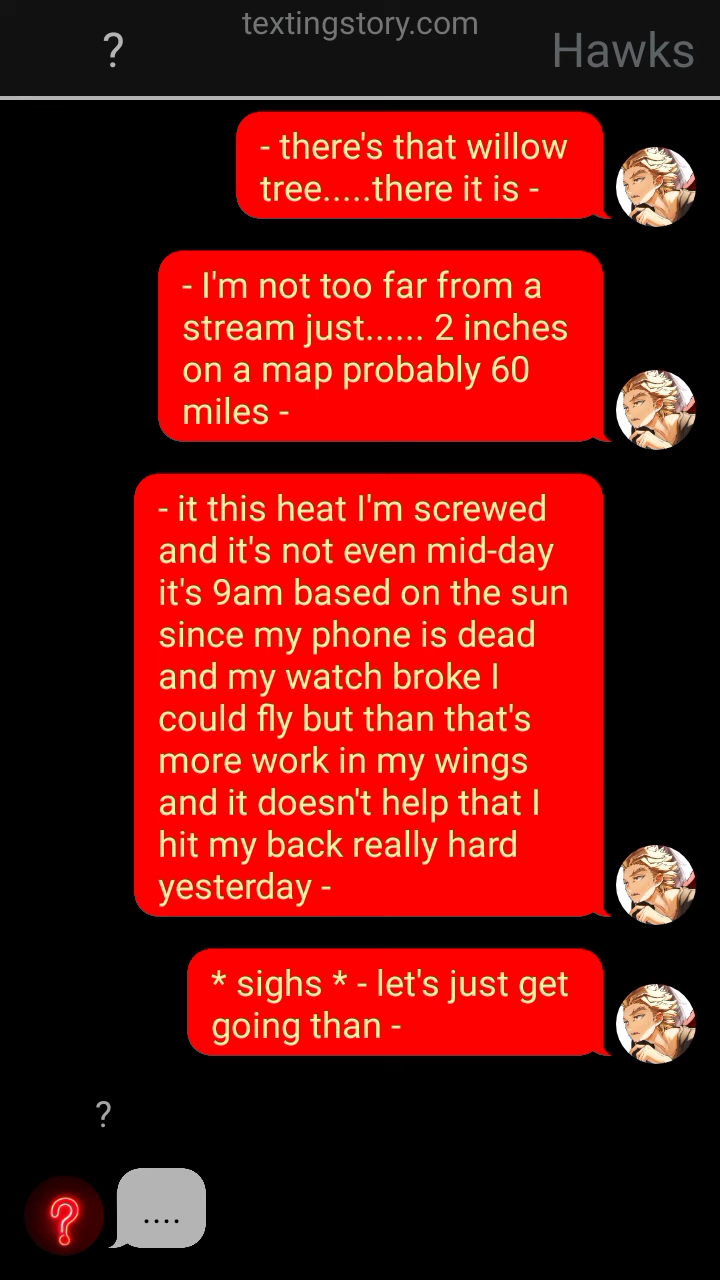 textingstory.com
?
Hawks
- there's that willow
tree.....there it is -
- I'm not too far from a
stream just...... 2 inches
on a map probably 60
miles -
- it this heat I'm screwed
and it's not even mid-day
it's 9am based on the sun
since my phone is dead
and my watch broke I
could fly but than that's
more work in my wings
and it doesn't help that I
hit my back really hard
yesterday -
* sighs * - let's just get
going than -
?
?
....